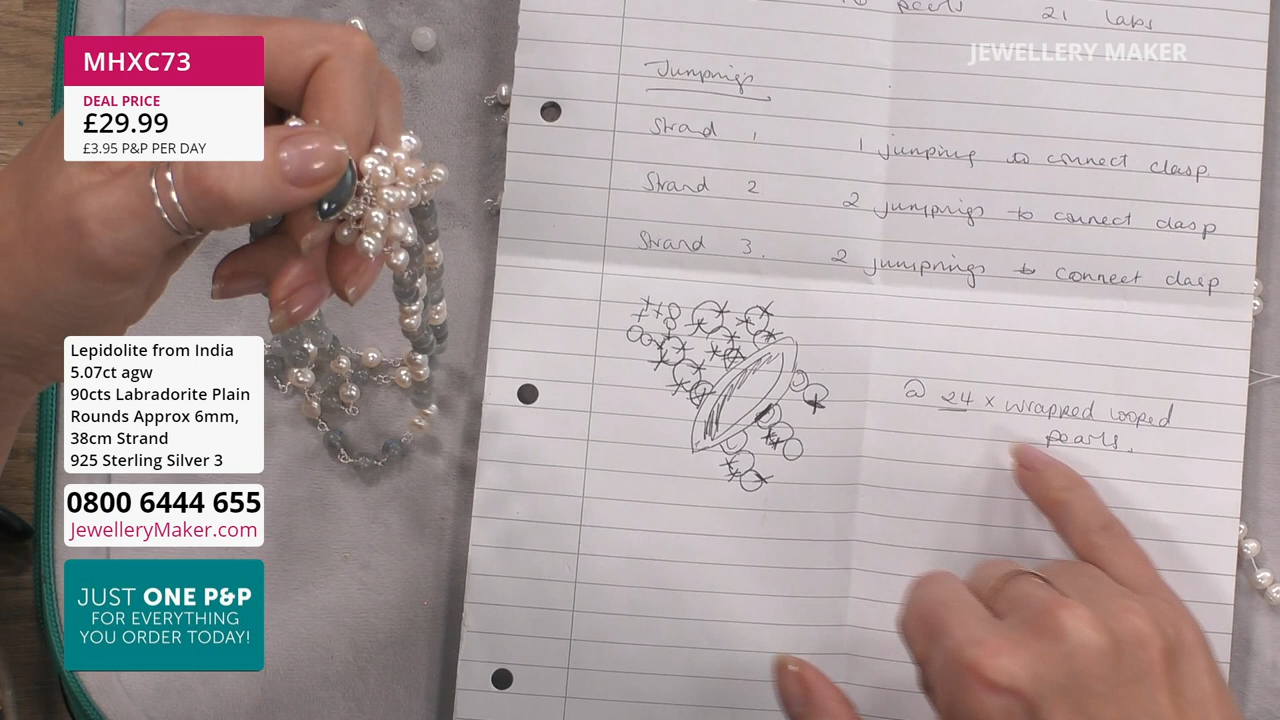 pearls 21 labs
JEWELLERY MAKER
MHXC73
DEAL PRICE
£29.99
£3.95 P&P PER DAY
Jumprings
Strand 1 1 jumpring to connect clasp
Strand 2 2 jumprings to connect clasp
Strand 3. 2 jumprings to connect clasp
@ 24 x wrapped looped
pearls.
Lepidolite from India
5.07ct agw
90cts Labradorite Plain
Rounds Approx 6mm,
38cm Strand
925 Sterling Silver 3
0800 6444 655
JewelleryMaker.com
JUST ONE P&P
FOR EVERYTHING
YOU ORDER TODAY!